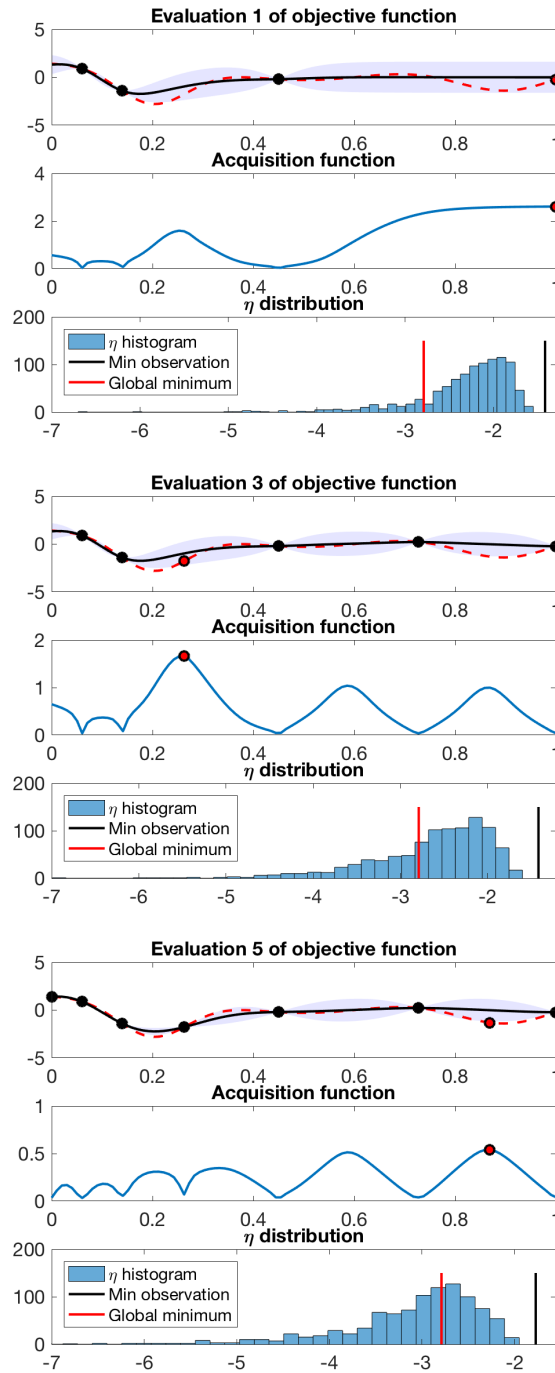 Evaluation 1 of objective function
5
0
-5
0 0.2 0.4 0.6 0.8 1
Acquisition function
4
2
0
0 0.2 0.4 0.6 0.8 1
η distribution
200
100
0
η histogram
Min observation
Global minimum
-7 -6 -5 -4 -3 -2
Evaluation 3 of objective function
5
0
-5
0 0.2 0.4 0.6 0.8 1
Acquisition function
2
1
0
0 0.2 0.4 0.6 0.8 1
η distribution
200
100
0
η histogram
Min observation
Global minimum
-7 -6 -5 -4 -3 -2
Evaluation 5 of objective function
5
0
-5
0 0.2 0.4 0.6 0.8 1
Acquisition function
1
0.5
0
0 0.2 0.4 0.6 0.8 1
η distribution
200
100
0
η histogram
Min observation
Global minimum
-7 -6 -5 -4 -3 -2